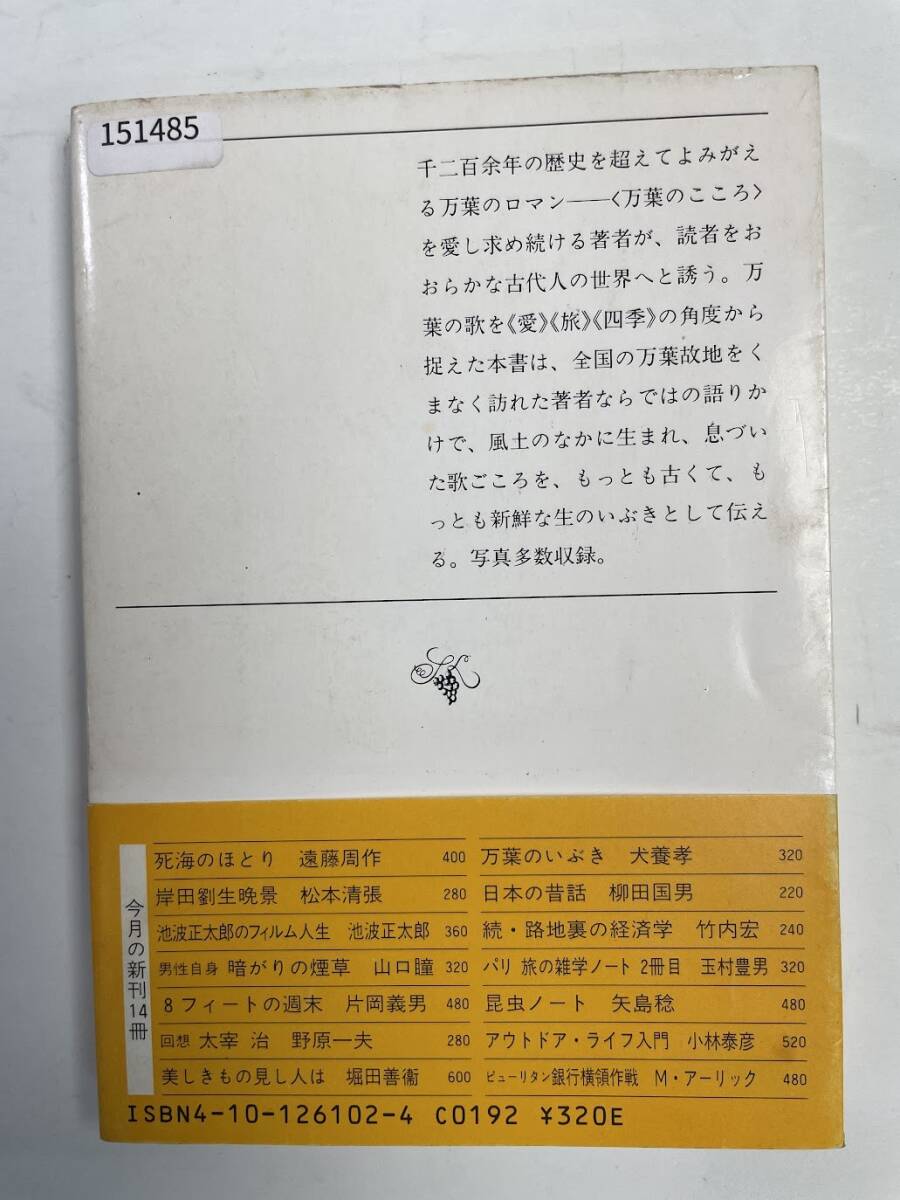 151485
千二百余年の歴史を超えてよみがえ
る万葉のロマン――〈万葉のこころ〉
を愛し求め続ける著者が、読者をお
おらかな古代人の世界へと誘う。万
葉の歌を《愛》《旅》《四季》の角度から
捉えた本書は、全国の万葉故地をく
まなく訪れた著者ならではの語りか
けで、風土のなかに生まれ、息づい
た歌ごころを、もっとも古くて、も
っとも新鮮な生のいぶきとして伝え
る。写真多数収録。
今月の新刊14冊
死海のほとり 遠藤周作 400
岸田劉生晩景 松本清張 280
池波正太郎のフィルム人生 池波正太郎 360
男性自身 暗がりの煙草 山口瞳 320
8フィートの週末 片岡義男 480
回想 太宰 治 野原一夫 280
美しきもの見し人は 堀田善衞 600
万葉のいぶき 犬養孝 320
日本の昔話 柳田国男 220
続・路地裏の経済学 竹内宏 240
パリ 旅の雑学ノート 2冊目 玉村豊男 320
昆虫ノート 矢島稔 480
アウトドア・ライフ入門 小林泰彦 520
ピューリタン銀行横領作戦 M・アーリック 480
ISBN4-10-126102-4 C0192 ¥320E